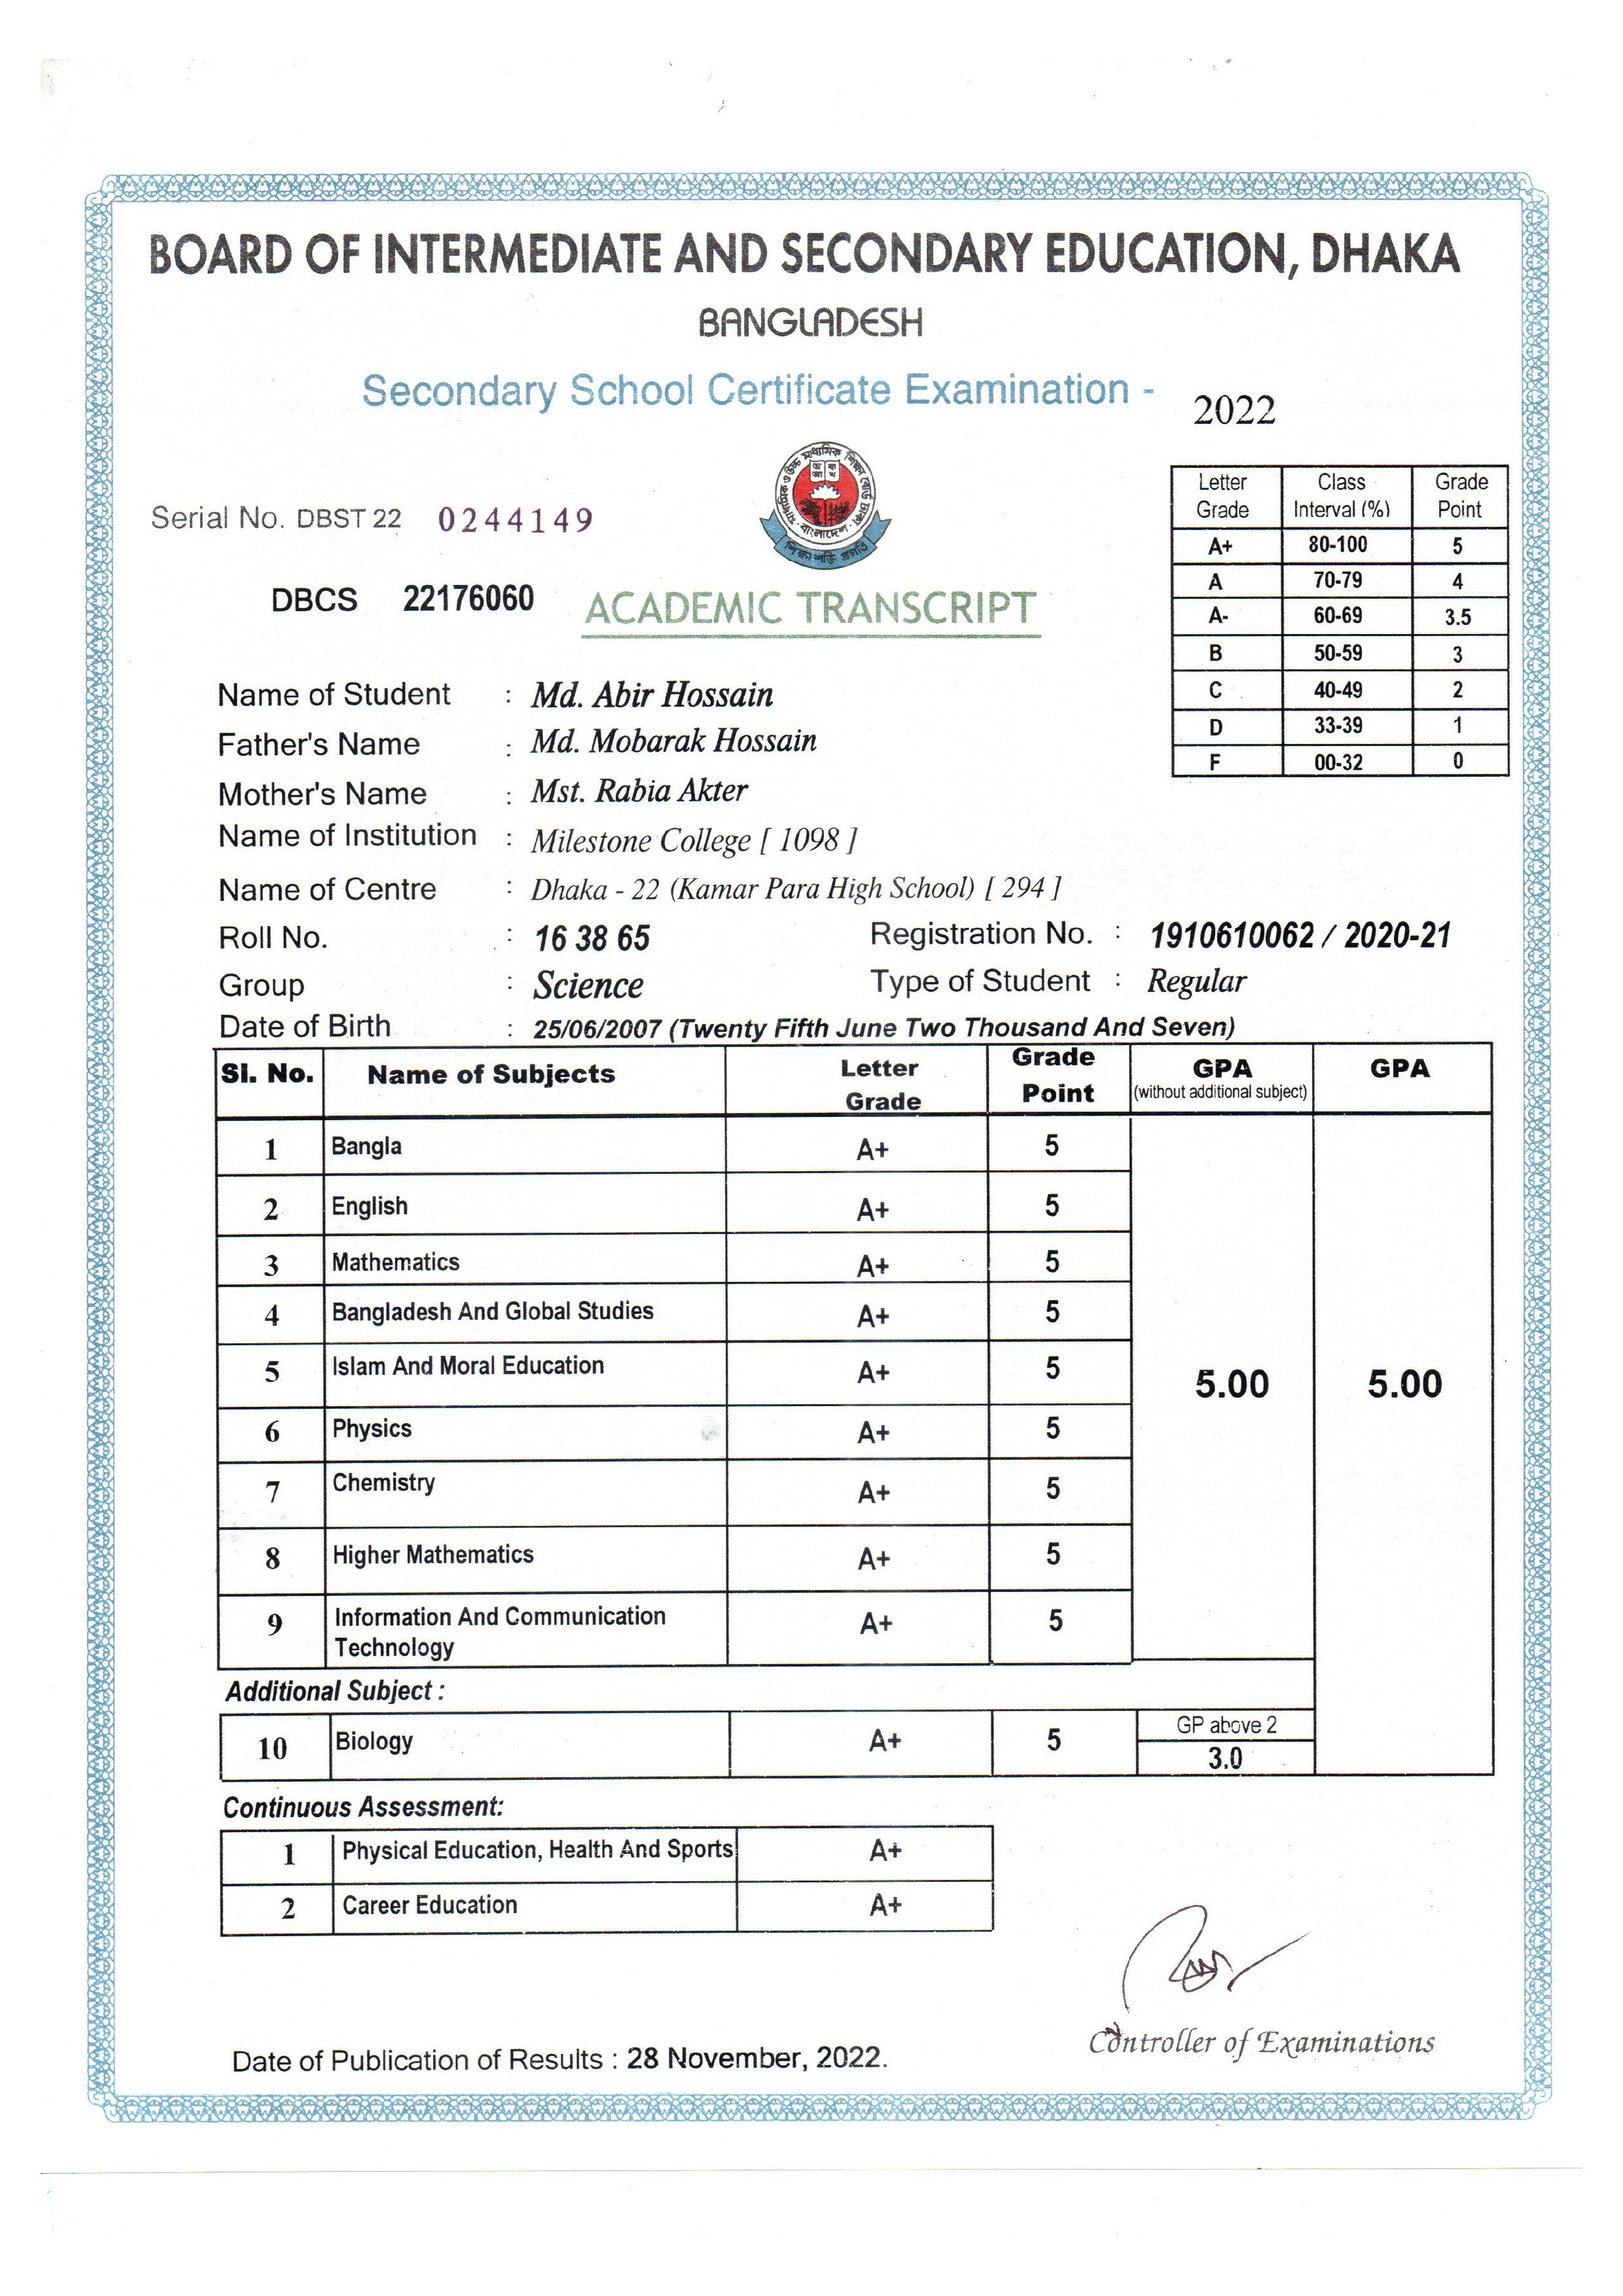 BOARD OF INTERMEDIATE AND SECONDARY EDUCATION, DHAKA
BANGLADESH
Secondary School Certificate Examination - 2022
মাধ্যমিক ও উচ্চ মাধ্যমিক শিক্ষা বোর্ড ঢাকা
বাংলাদেশ
শিক্ষা শক্তি প্রগতি
Serial No. DBST 22 0244149
DBCS 22176060
ACADEMIC TRANSCRIPT
Letter Grade Class Interval (%) Grade Point
A+ 80-100 5
A 70-79 4
A- 60-69 3.5
B 50-59 3
C 40-49 2
D 33-39 1
F 00-32 0
Name of Student : Md. Abir Hossain
Father's Name : Md. Mobarak Hossain
Mother's Name : Mst. Rabia Akter
Name of Institution : Milestone College [ 1098 ]
Name of Centre : Dhaka - 22 (Kamar Para High School) [ 294 ]
Roll No. : 16 38 65 Registration No. : 1910610062 / 2020-21
Group : Science Type of Student : Regular
Date of Birth : 25/06/2007 (Twenty Fifth June Two Thousand And Seven)
Sl. No. Name of Subjects Letter Grade Grade Point GPA (without additional subject) GPA
1 Bangla A+ 5
2 English A+ 5
3 Mathematics A+ 5
4 Bangladesh And Global Studies A+ 5
5 Islam And Moral Education A+ 5 5.00 5.00
6 Physics A+ 5
7 Chemistry A+ 5
8 Higher Mathematics A+ 5
9 Information And Communication Technology A+ 5
Additional Subject :
10 Biology A+ 5 GP above 2 3.0
Continuous Assessment:
1 Physical Education, Health And Sports A+
2 Career Education A+
Controller of Examinations
Date of Publication of Results : 28 November, 2022.